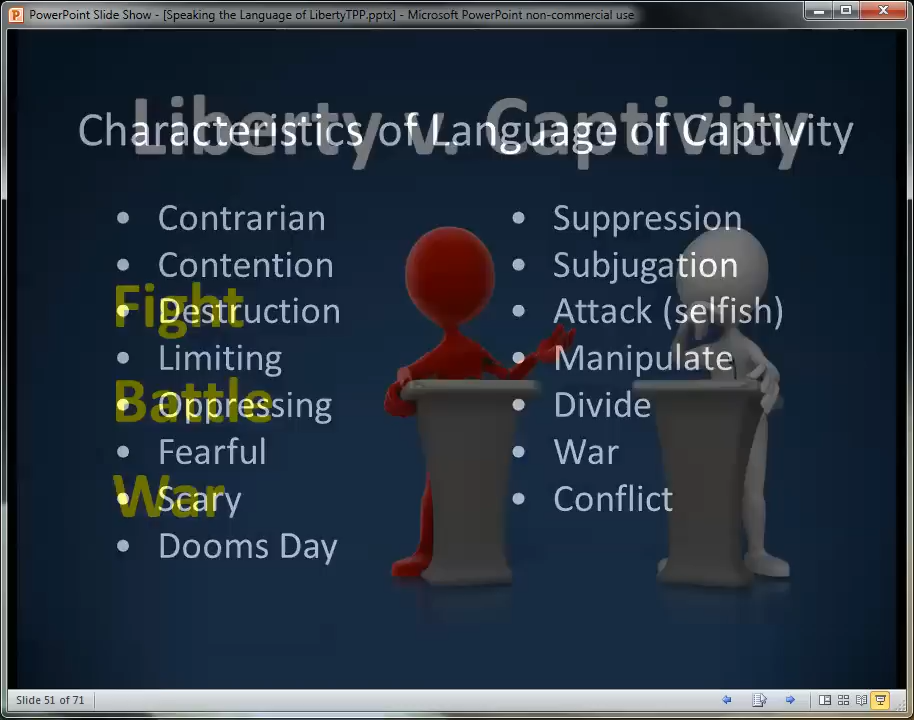 PowerPoint Slide Show - [Speaking the Language of LibertyTPP.pptx] - Microsoft PowerPoint non-commercial use
Liberty v. Captivity
Characteristics of Language of Captivity
• Contrarian
• Contention
• Destruction
• Limiting
• Oppressing
• Fearful
• Scary
• Dooms Day
• Suppression
• Subjugation
• Attack (selfish)
• Manipulate
• Divide
• War
• Conflict
Fight
Battle
War
Slide 51 of 71